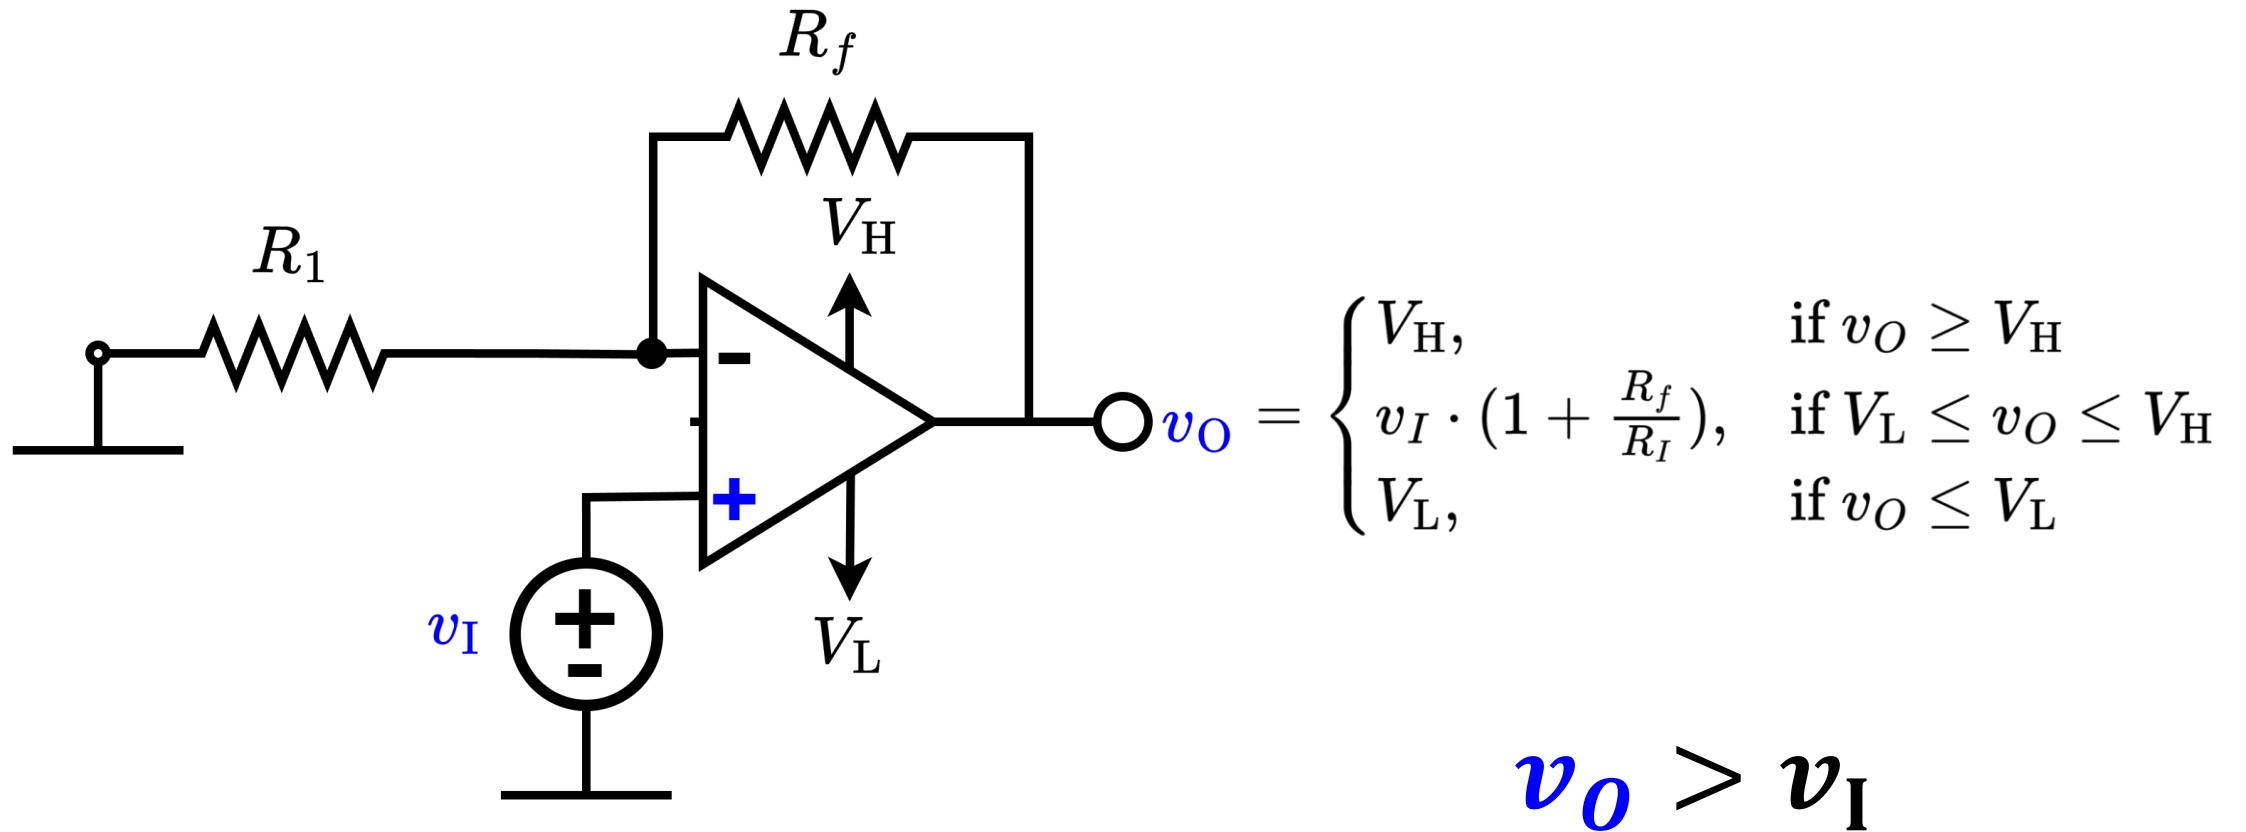 R_f
V_H
R_1
-
+
v_I
+
-
V_L
v_O = { V_H, if v_O ≥ V_H
v_I · (1 + R_f/R_I), if V_L ≤ v_O ≤ V_H
V_L, if v_O ≤ V_L
v_O > v_I